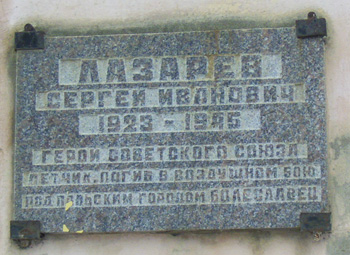 ЛАЗАРЕВ
СЕРГЕЙ ИВАНОВИЧ
1923 - 1945
ГЕРОЙ СОВЕТСКОГО СОЮЗА
ЛЕТЧИК. ПОГИБ В ВОЗДУШНОМ БОЮ
ПОД ПОЛЬСКИМ ГОРОДОМ БОЛЕСЛАВЕЦ